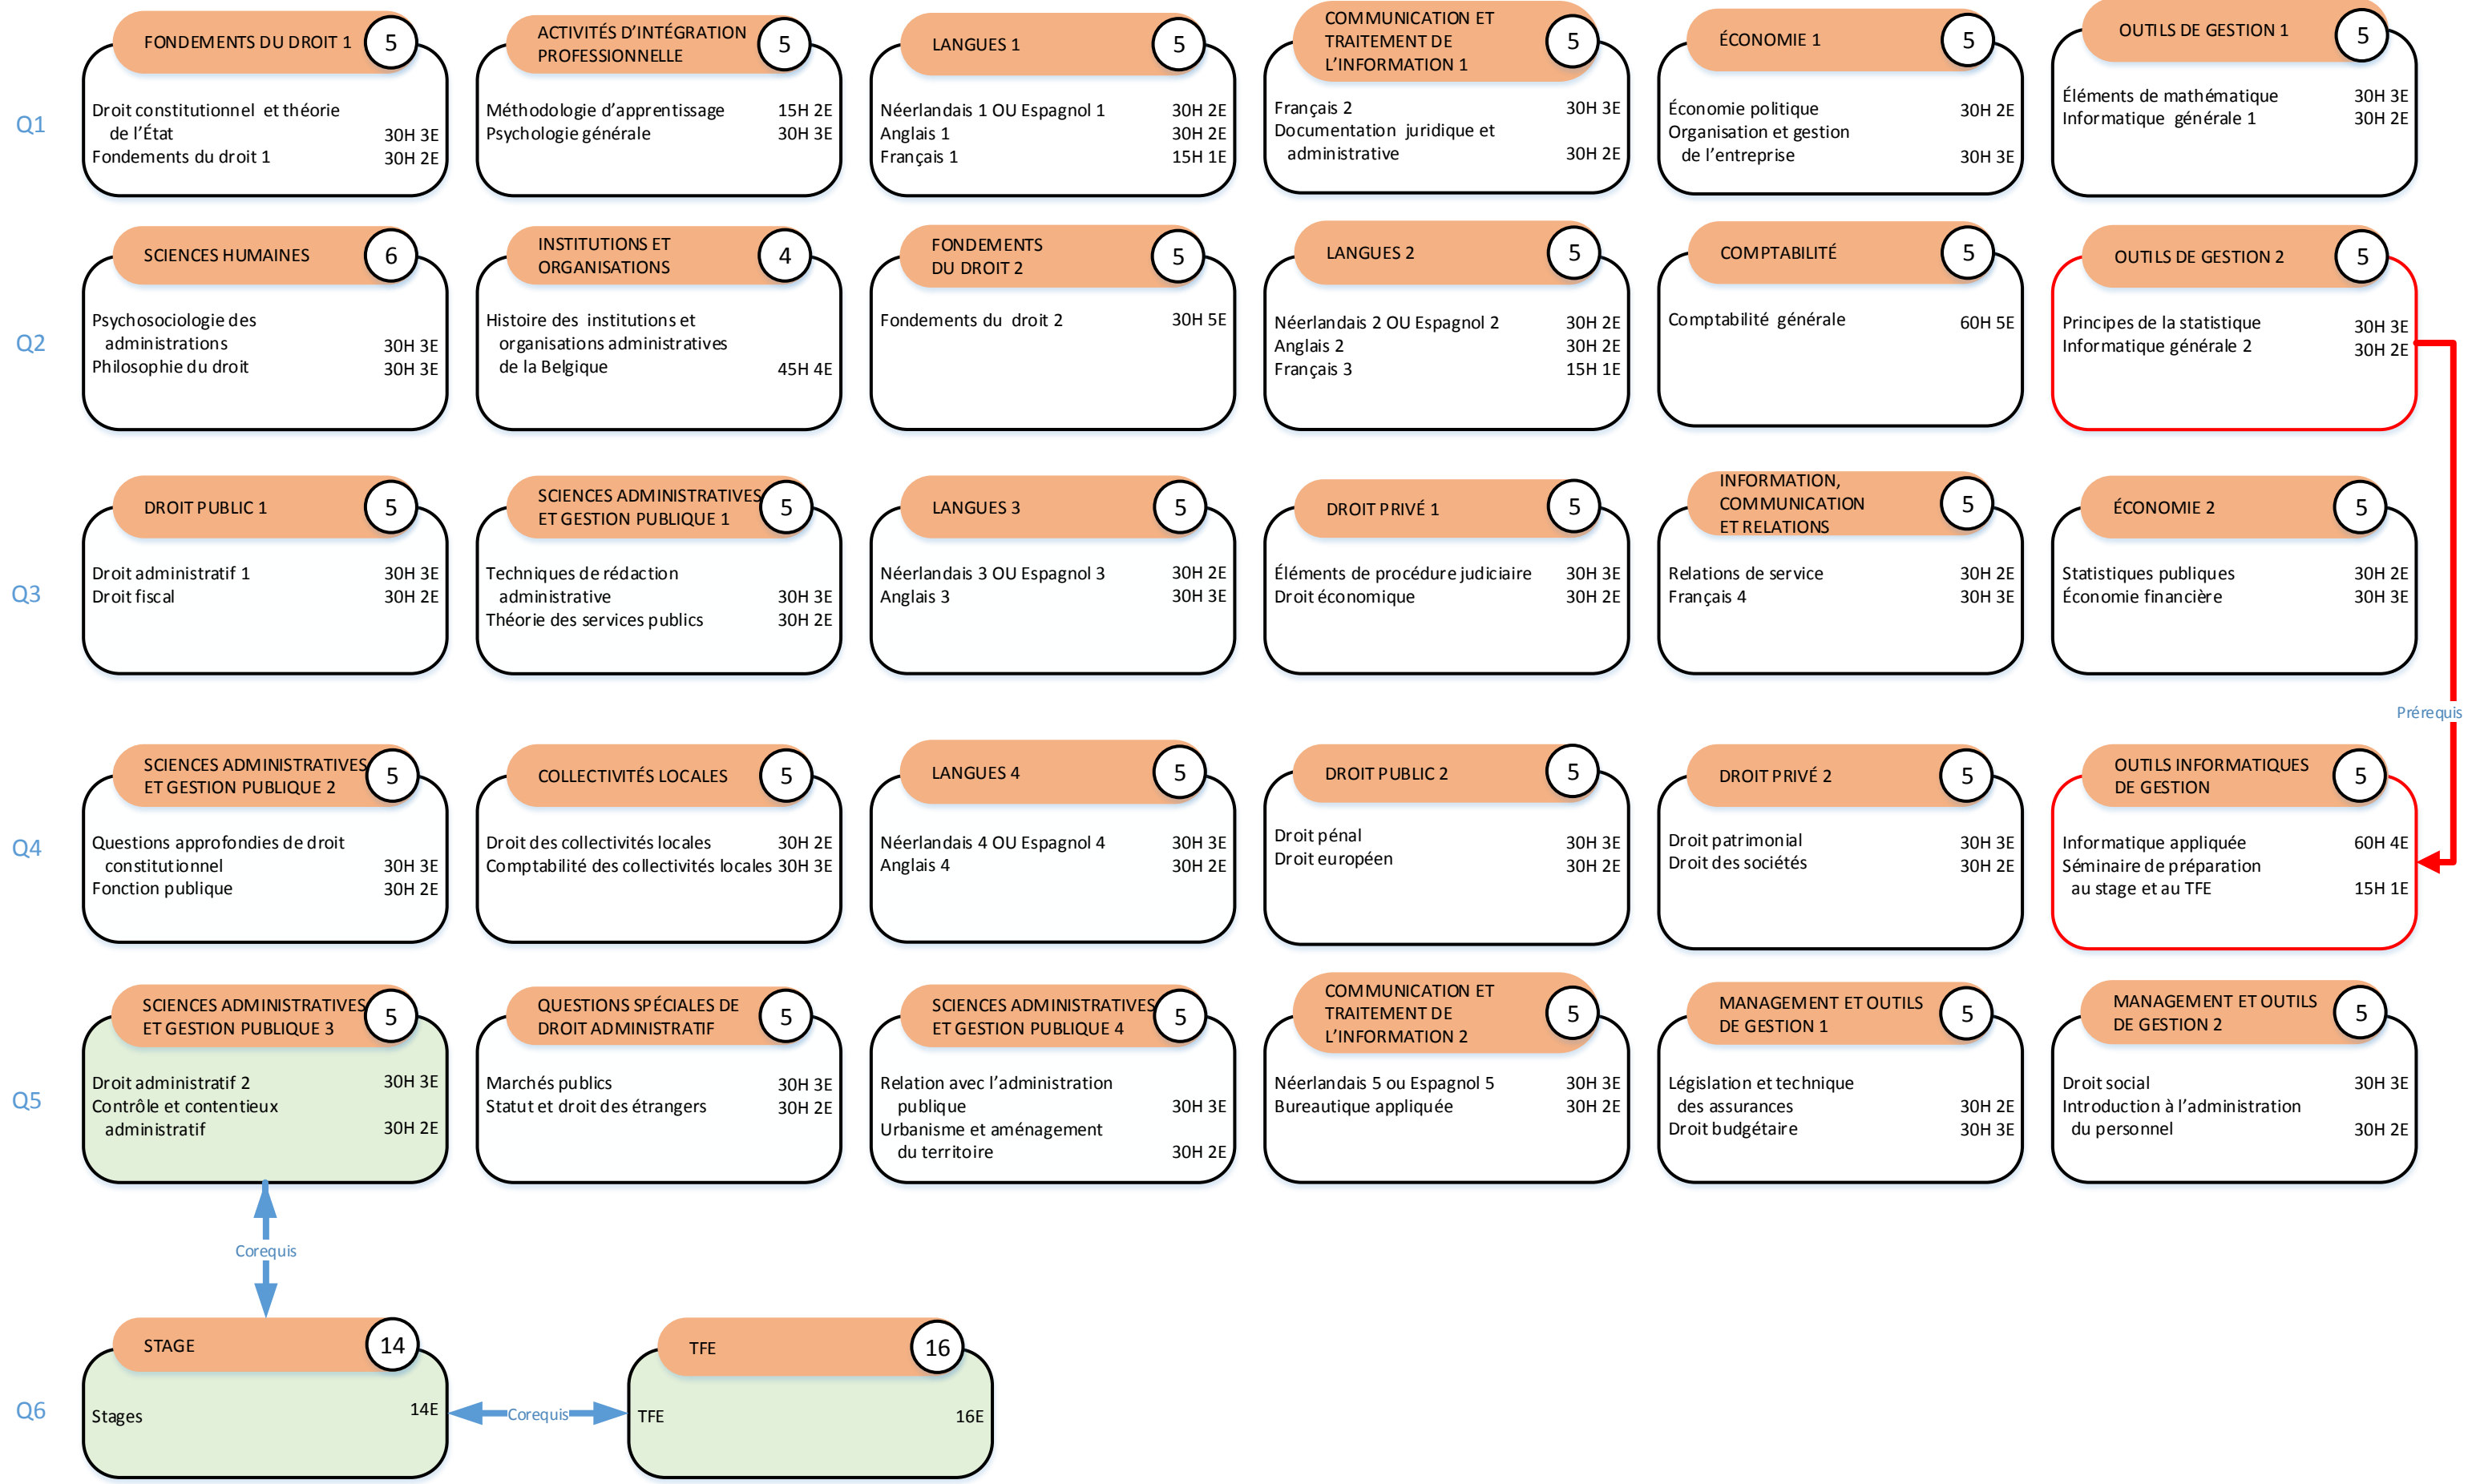 Q1
FONDEMENTS DU DROIT 1 5
Droit constitutionnel et théorie
de l'État 30H 3E
Fondements du droit 1 30H 2E
ACTIVITÉS D'INTÉGRATION
PROFESSIONNELLE 5
Méthodologie d'apprentissage 15H 2E
Psychologie générale 30H 3E
LANGUES 1 5
Néerlandais 1 OU Espagnol 1 30H 2E
Anglais 1 30H 2E
Français 1 15H 1E
COMMUNICATION ET
TRAITEMENT DE
L'INFORMATION 1 5
Français 2 30H 3E
Documentation juridique et
administrative 30H 2E
ÉCONOMIE 1 5
Économie politique 30H 2E
Organisation et gestion
de l'entreprise 30H 3E
OUTILS DE GESTION 1 5
Éléments de mathématique 30H 3E
Informatique générale 1 30H 2E
Q2
SCIENCES HUMAINES 6
Psychosociologie des
administrations 30H 3E
Philosophie du droit 30H 3E
INSTITUTIONS ET
ORGANISATIONS 4
Histoire des institutions et
organisations administratives
de la Belgique 45H 4E
FONDEMENTS
DU DROIT 2 5
Fondements du droit 2 30H 5E
LANGUES 2 5
Néerlandais 2 OU Espagnol 2 30H 2E
Anglais 2 30H 2E
Français 3 15H 1E
COMPTABILITÉ 5
Comptabilité générale 60H 5E
OUTILS DE GESTION 2 5
Principes de la statistique 30H 3E
Informatique générale 2 30H 2E
Q3
DROIT PUBLIC 1 5
Droit administratif 1 30H 3E
Droit fiscal 30H 2E
SCIENCES ADMINISTRATIVES
ET GESTION PUBLIQUE 1 5
Techniques de rédaction
administrative 30H 3E
Théorie des services publics 30H 2E
LANGUES 3 5
Néerlandais 3 OU Espagnol 3 30H 2E
Anglais 3 30H 3E
DROIT PRIVÉ 1 5
Éléments de procédure judiciaire 30H 3E
Droit économique 30H 2E
INFORMATION,
COMMUNICATION
ET RELATIONS 5
Relations de service 30H 2E
Français 4 30H 3E
ÉCONOMIE 2 5
Statistiques publiques 30H 2E
Économie financière 30H 3E
Prérequis
Q4
SCIENCES ADMINISTRATIVES
ET GESTION PUBLIQUE 2 5
Questions approfondies de droit
constitutionnel 30H 3E
Fonction publique 30H 2E
COLLECTIVITÉS LOCALES 5
Droit des collectivités locales 30H 2E
Comptabilité des collectivités locales 30H 3E
LANGUES 4 5
Néerlandais 4 OU Espagnol 4 30H 3E
Anglais 4 30H 2E
DROIT PUBLIC 2 5
Droit pénal 30H 3E
Droit européen 30H 2E
DROIT PRIVÉ 2 5
Droit patrimonial 30H 3E
Droit des sociétés 30H 2E
OUTILS INFORMATIQUES
DE GESTION 5
Informatique appliquée 60H 4E
Séminaire de préparation
au stage et au TFE 15H 1E
Q5
SCIENCES ADMINISTRATIVES
ET GESTION PUBLIQUE 3 5
Droit administratif 2 30H 3E
Contrôle et contentieux
administratif 30H 2E
QUESTIONS SPÉCIALES DE
DROIT ADMINISTRATIF 5
Marchés publics 30H 3E
Statut et droit des étrangers 30H 2E
SCIENCES ADMINISTRATIVES
ET GESTION PUBLIQUE 4 5
Relation avec l'administration
publique 30H 3E
Urbanisme et aménagement
du territoire 30H 2E
COMMUNICATION ET
TRAITEMENT DE
L'INFORMATION 2 5
Néerlandais 5 ou Espagnol 5 30H 3E
Bureautique appliquée 30H 2E
MANAGEMENT ET OUTILS
DE GESTION 1 5
Législation et technique
des assurances 30H 2E
Droit budgétaire 30H 3E
MANAGEMENT ET OUTILS
DE GESTION 2 5
Droit social 30H 3E
Introduction à l'administration
du personnel 30H 2E
Corequis
Q6
STAGE 14
Stages 14E
Corequis
TFE 16
TFE 16E